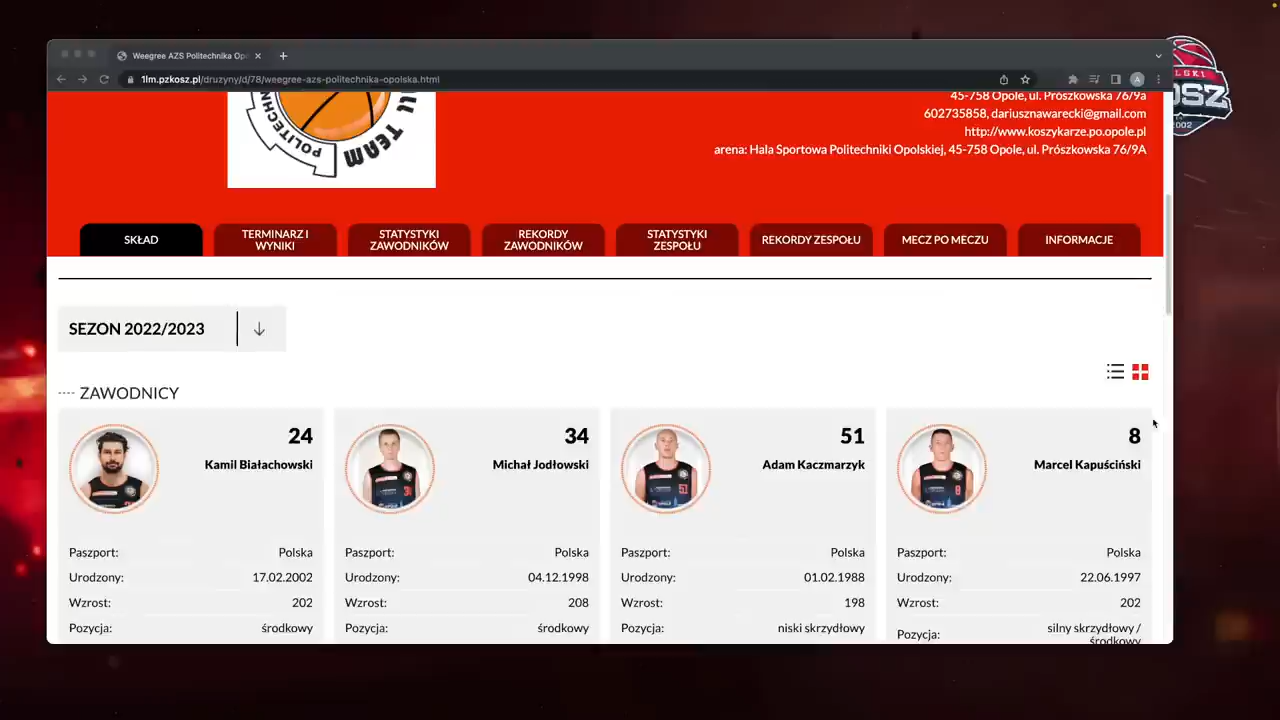 Weegree AZS Politechnika Op
1lm.pzkosz.pl/druzyny/d/78/weegree-azs-politechnika-opolska.html
A
LSKI
OSZ
2002
POLITECHN
TEAM
45-758 Opole, ul. Prószkowska 76/9a
602735858, dariusznawarecki@gmail.com
http://www.koszykarze.po.opole.pl
arena: Hala Sportowa Politechniki Opolskiej, 45-758 Opole, ul. Prószkowska 76/9A
SKŁAD
TERMINARZ I
WYNIKI
STATYSTYKI
ZAWODNIKÓW
REKORDY
ZAWODNIKÓW
STATYSTYKI
ZESPOŁU
REKORDY ZESPOŁU
MECZ PO MECZU
INFORMACJE
SEZON 2022/2023
ZAWODNICY
24
Kamil Białachowski
Paszport: Polska
Urodzony: 17.02.2002
Wzrost: 202
Pozycja: środkowy
34
Michał Jodłowski
Paszport: Polska
Urodzony: 04.12.1998
Wzrost: 208
Pozycja: środkowy
51
Adam Kaczmarzyk
Paszport: Polska
Urodzony: 01.02.1988
Wzrost: 198
Pozycja: niski skrzydłowy
8
Marcel Kapuściński
Paszport: Polska
Urodzony: 22.06.1997
Wzrost: 202
Pozycja: silny skrzydłowy /
środkowy